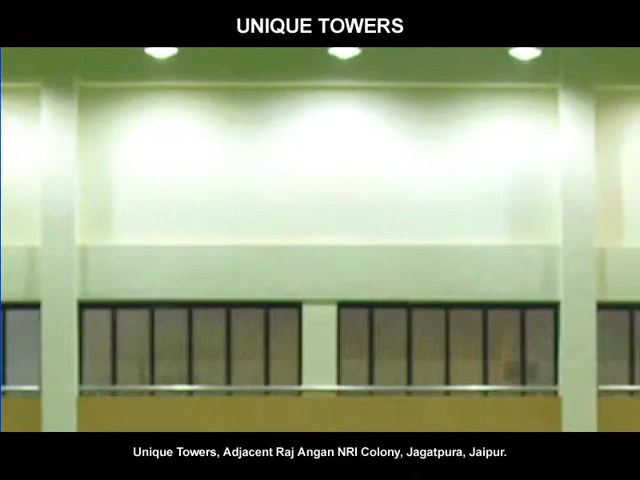 UNIQUE TOWERS
Unique Towers, Adjacent Raj Angan NRI Colony, Jagatpura, Jaipur.